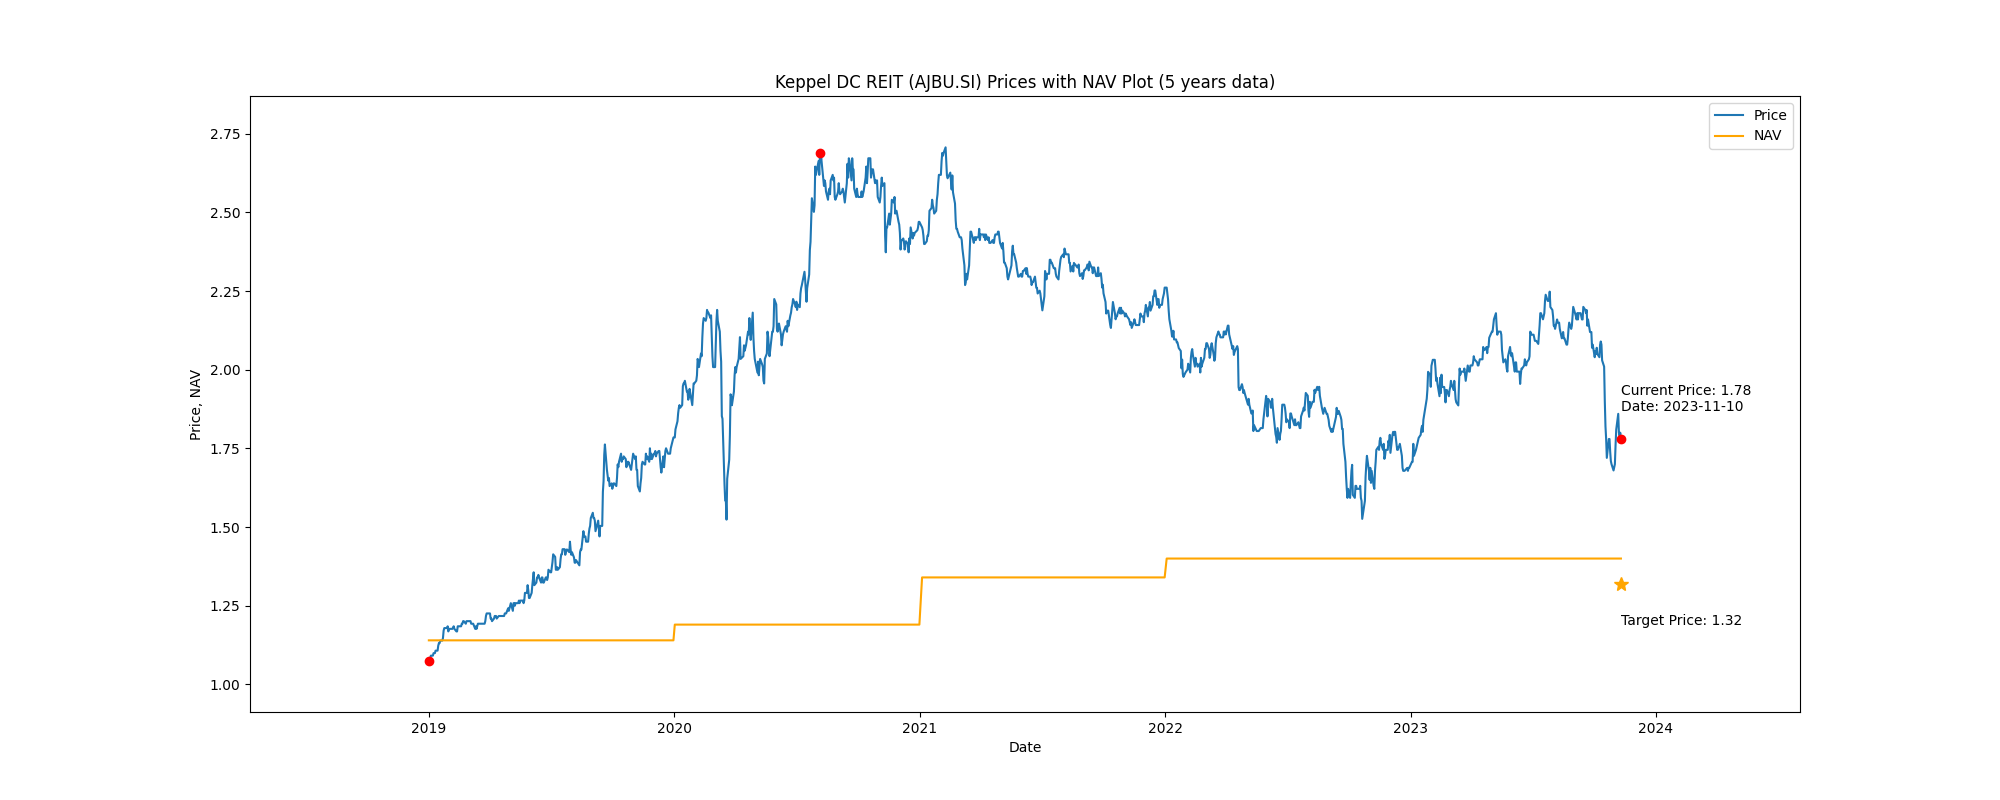 Keppel DC REIT (AJBU.SI) Prices with NAV Plot (5 years data)
Price
NAV
2.75
2.50
2.25
2.00
1.75
1.50
1.25
1.00
Price, NAV
Current Price: 1.78
Date: 2023-11-10
Target Price: 1.32
2019
2020
2021
2022
2023
2024
Date